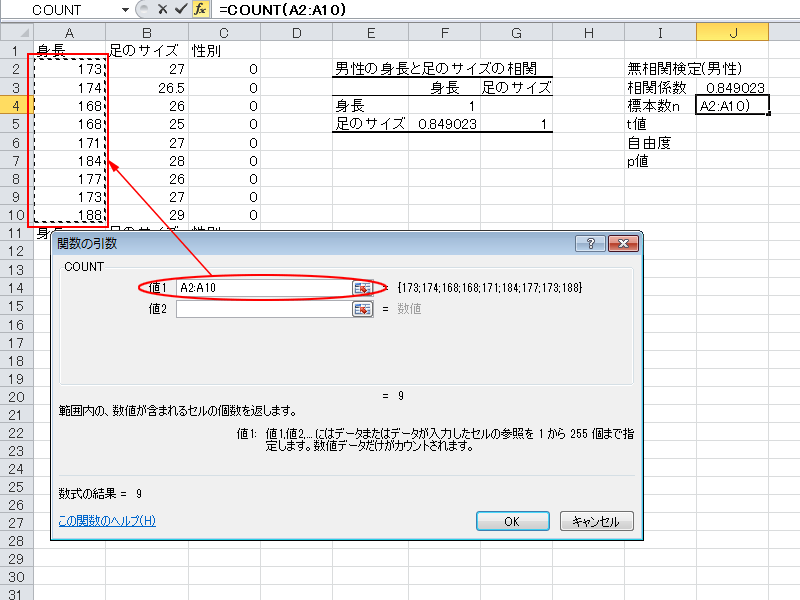 COUNT fx =COUNT(A2:A10)
A B C D E F G H I J
1 身長 足のサイズ 性別
2 173 27 0 男性の身長と足のサイズの相関 無相関検定(男性)
3 174 26.5 0 身長 足のサイズ 相関係数 0.849023
4 168 26 0 身長 1 標本数n A2:A10)
5 168 25 0 足のサイズ 0.849023 1 t値
6 171 27 0 自由度
7 184 28 0 p値
8 177 26 0
9 173 27 0
10 188 29 0
11
12 関数の引数
13 COUNT
14 値1 A2:A10 = {173;174;168;168;171;184;177;173;188}
15 値2 = 数値
16
17
18
19
20 = 9
21 範囲内の、数値が含まれるセルの個数を返します。
22 値1: 値1,値2,... にはデータまたはデータが入力したセルの参照を 1 から 255 個まで指
23 定します。数値データだけがカウントされます。
24
25 数式の結果 = 9
26
27 この関数のヘルプ(H) OK キャンセル
28
29
30
31